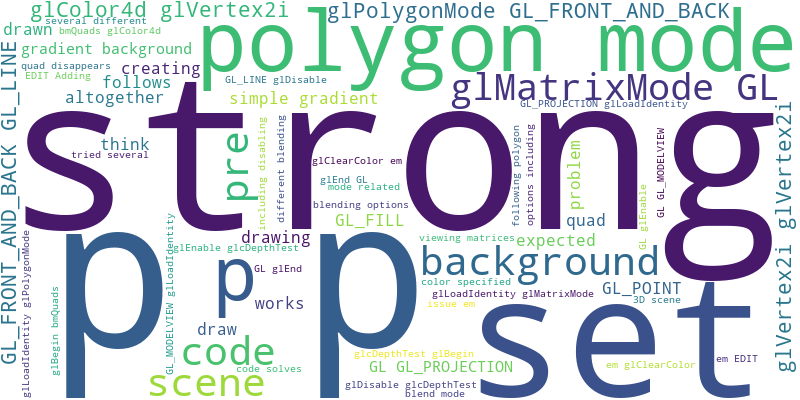 glColor4d glVertex2i
several different
drawn bmQuads glColor4d
glPolygonMode GL_FRONT_AND_BACK
polygon mode
gradient background
quad disappears
creating
EDIT Adding
follows
GL_LINE glDisable
glMatrixMode GL
altogether
simple gradient
GL_PROJECTION glLoadIdentity
strong
think
tried several
pre
including disabling
different blending
glClearColor em
glEnd GL
mode related
blending options
GL_FILL
following polygon
options including
problem
quad
GL GL_MODELVIEW
GL glEnable
glVertex2i glVertex2i
GL_FRONT_AND_BACK GL_LINE
glLoadIdentity glPolygonMode
glBegin bmQuads
p p
GL_MODELVIEW glLoadIdentity
glEnable glcDepthTest
drawing
p
GL glEnd
works
draw
code
code solves
scene
viewing matrices
expected
background
color specified
glLoadIdentity glMatrixMode
issue em
GL_POINT
3D scene
set
glcDepthTest glBegin
GL GL_PROJECTION
glDisable glcDepthTest
blend mode
em glClearColor
em EDIT